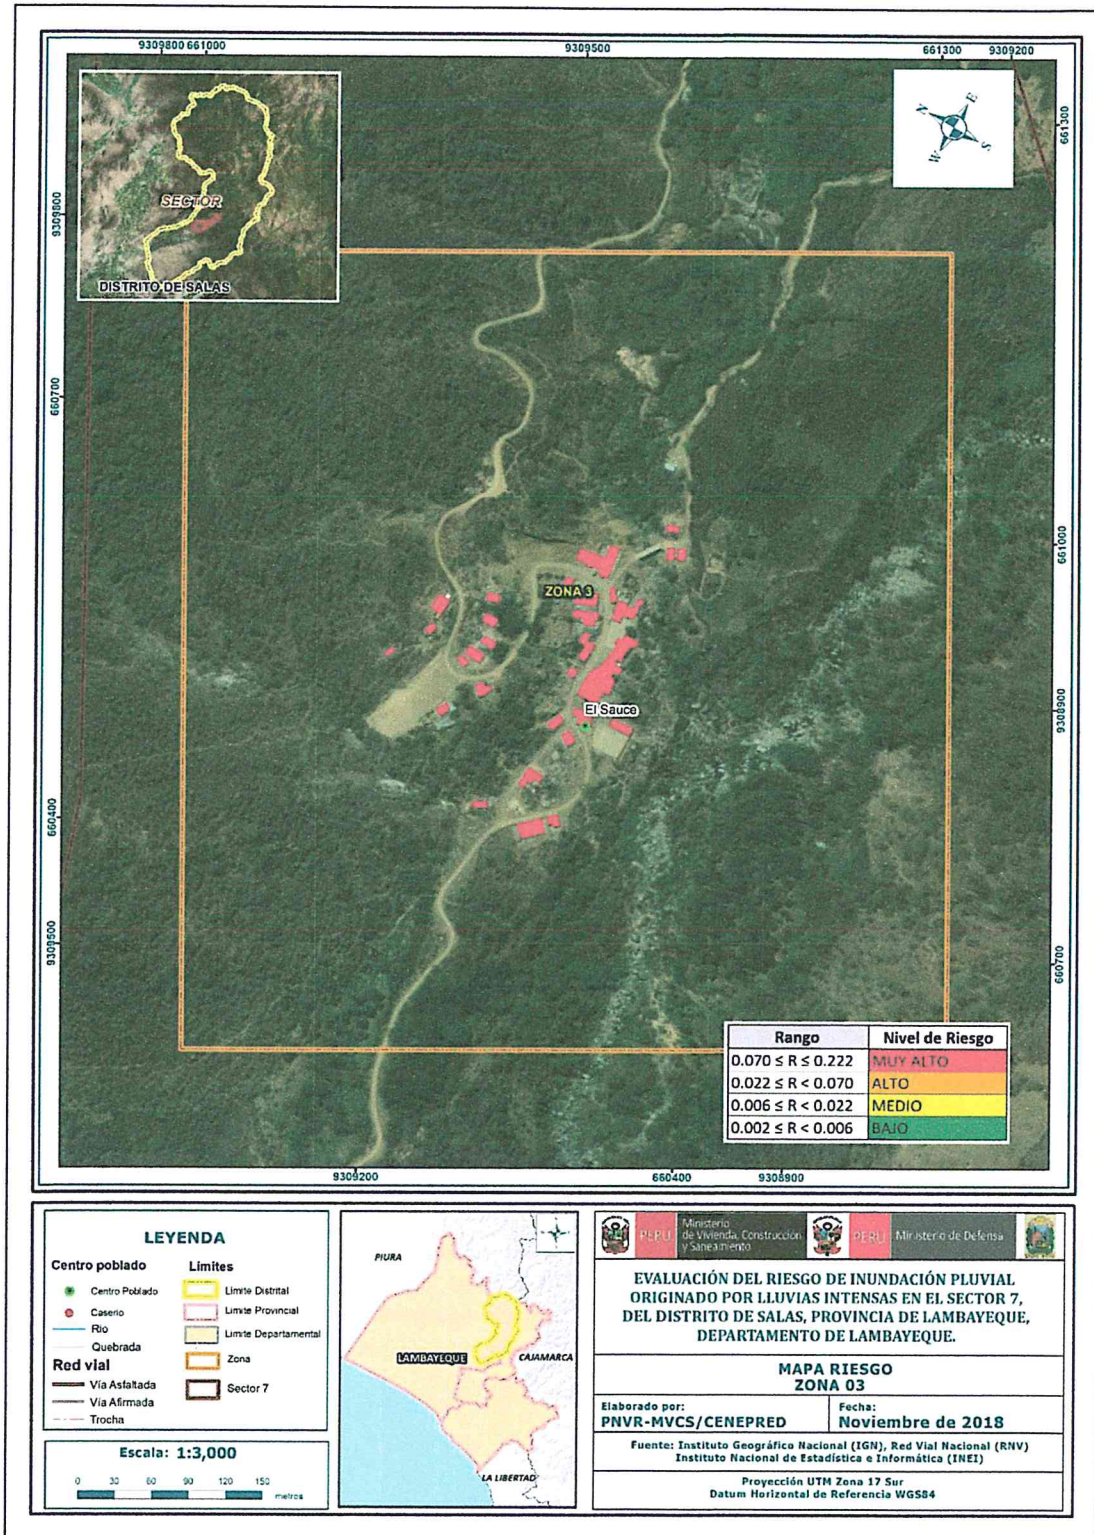 9309800 661000
9309500
661300
9309200
661300
9309800
660700
661000
9308900
660400
9309500
660700
9309200
660400
9308900
SECTOR
DISTRITO DE SALAS
N
E
W
S
ZONA 3
El Sauce
Rango Nivel de Riesgo
0.070 ≤ R ≤ 0.222 MUY ALTO
0.022 ≤ R < 0.070 ALTO
0.006 ≤ R < 0.022 MEDIO
0.002 ≤ R < 0.006 BAJO
LEYENDA
Centro poblado
Centro Poblado
Caserio
Rio
Quebrada
Red vial
Vía Asfaltada
Vía Afirmada
Trocha
Limites
Limite Distrital
Limite Provincial
Limite Departamental
Zona
Sector 7
Escala: 1:3,000
0 30 60 90 120 150
metros
PIURA
LAMBAYEQUE
CAJAMARCA
LA LIBERTAD
PERÚ
Ministerio
de Vivienda, Construcción
y Saneamiento
PERÚ
Ministerio de Defensa
EVALUACIÓN DEL RIESGO DE INUNDACIÓN PLUVIAL
ORIGINADO POR LLUVIAS INTENSAS EN EL SECTOR 7,
DEL DISTRITO DE SALAS, PROVINCIA DE LAMBAYEQUE,
DEPARTAMENTO DE LAMBAYEQUE.
MAPA RIESGO
ZONA 03
Elaborado por:
PNVR-MVCS/CENEPRED
Fecha:
Noviembre de 2018
Fuente: Instituto Geográfico Nacional (IGN), Red Vial Nacional (RNV)
Instituto Nacional de Estadística e Informática (INEI)
Proyección UTM Zona 17 Sur
Datum Horizontal de Referencia WGS84